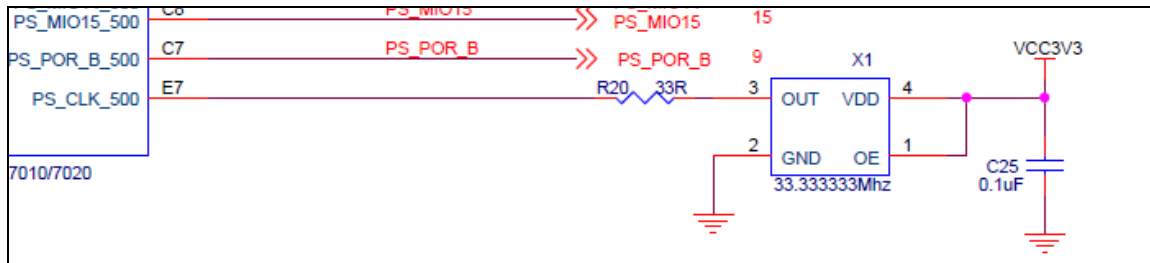 PS_MIO15_500 C8 PS_MIO15 PS_MIO15 15
PS_POR_B_500 C7 PS_POR_B PS_POR_B 9
PS_CLK_500 E7 R20 33R
X1
VCC3V3
3 OUT VDD 4
2 GND OE 1
33.333333Mhz
C25
0.1uF
7010/7020